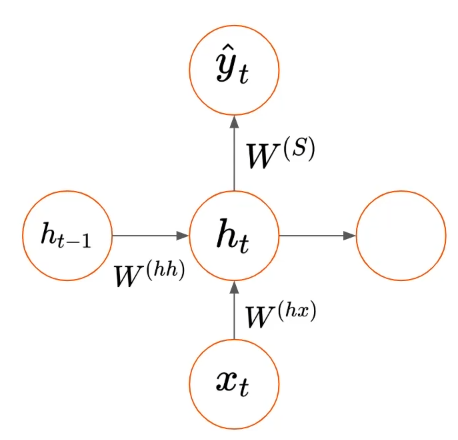 ŷ_t
W^(S)
h_{t−1}
h_t
W^(hh)
W^(hx)
x_t